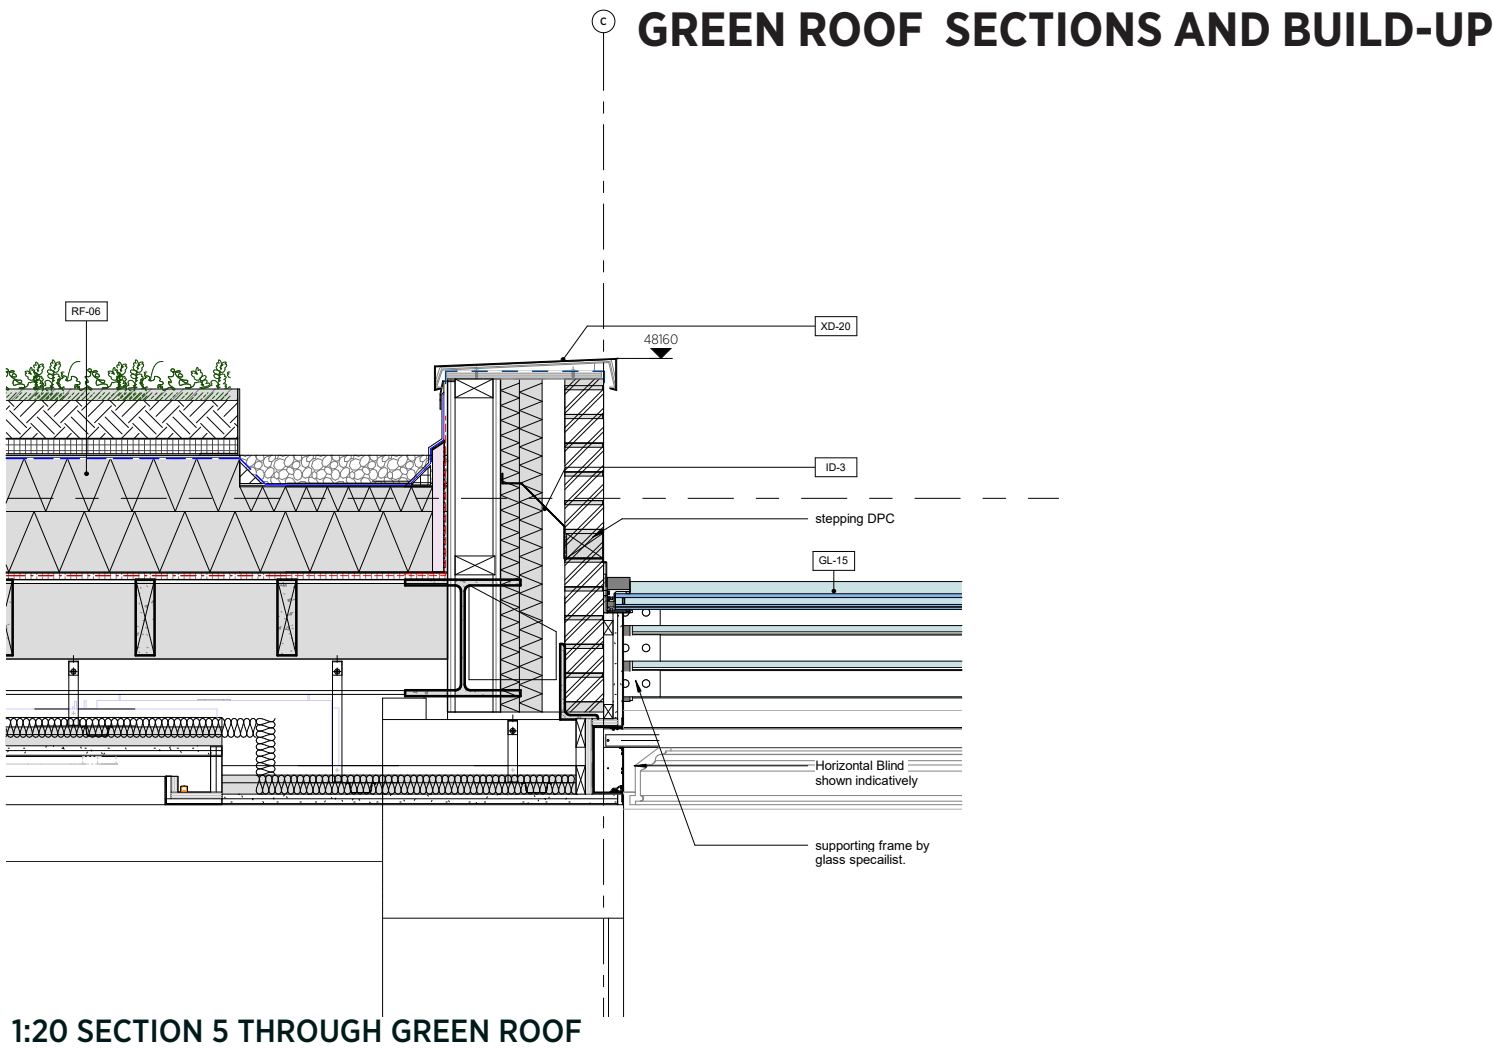 C
GREEN ROOF SECTIONS AND BUILD-UP
RF-06
XD-20
48160
ID-3
stepping DPC
GL-15
Horizontal Blind
shown indicatively
supporting frame by
glass specailist.
1:20 SECTION 5 THROUGH GREEN ROOF